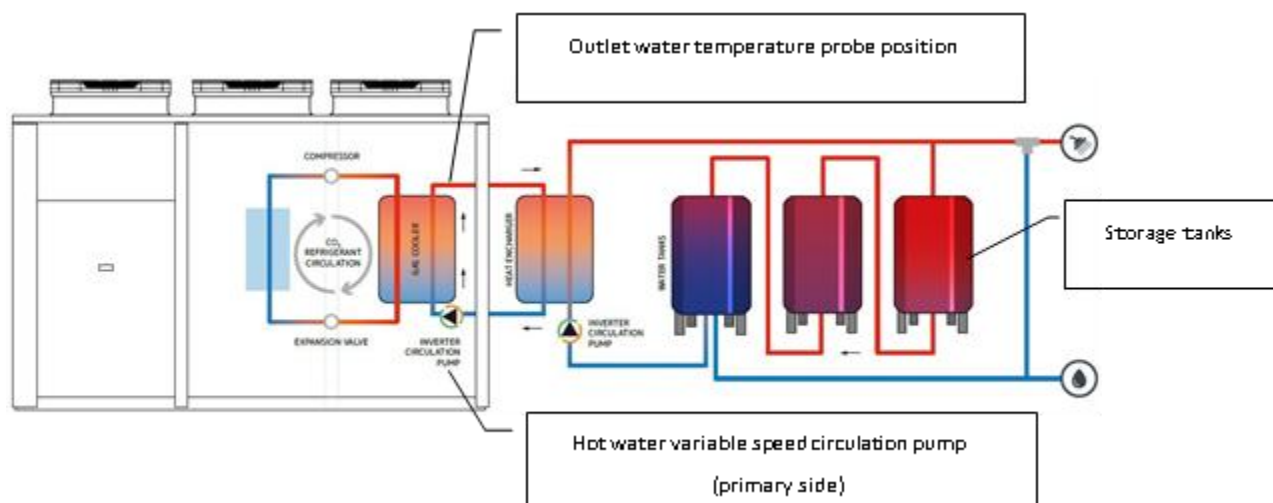 Outlet water temperature probe position
COMPRESSOR
CO₂
REFRIGERANT
CIRCULATION
GAS COOLER
HEAT ENCHARGER
WATER TANKS
Storage tanks
EXPANSION VALVE
INVERTER
CIRCULATION
PUMP
INVERTER
CIRCULATION
PUMP
Hot water variable speed circulation pump
(primary side)